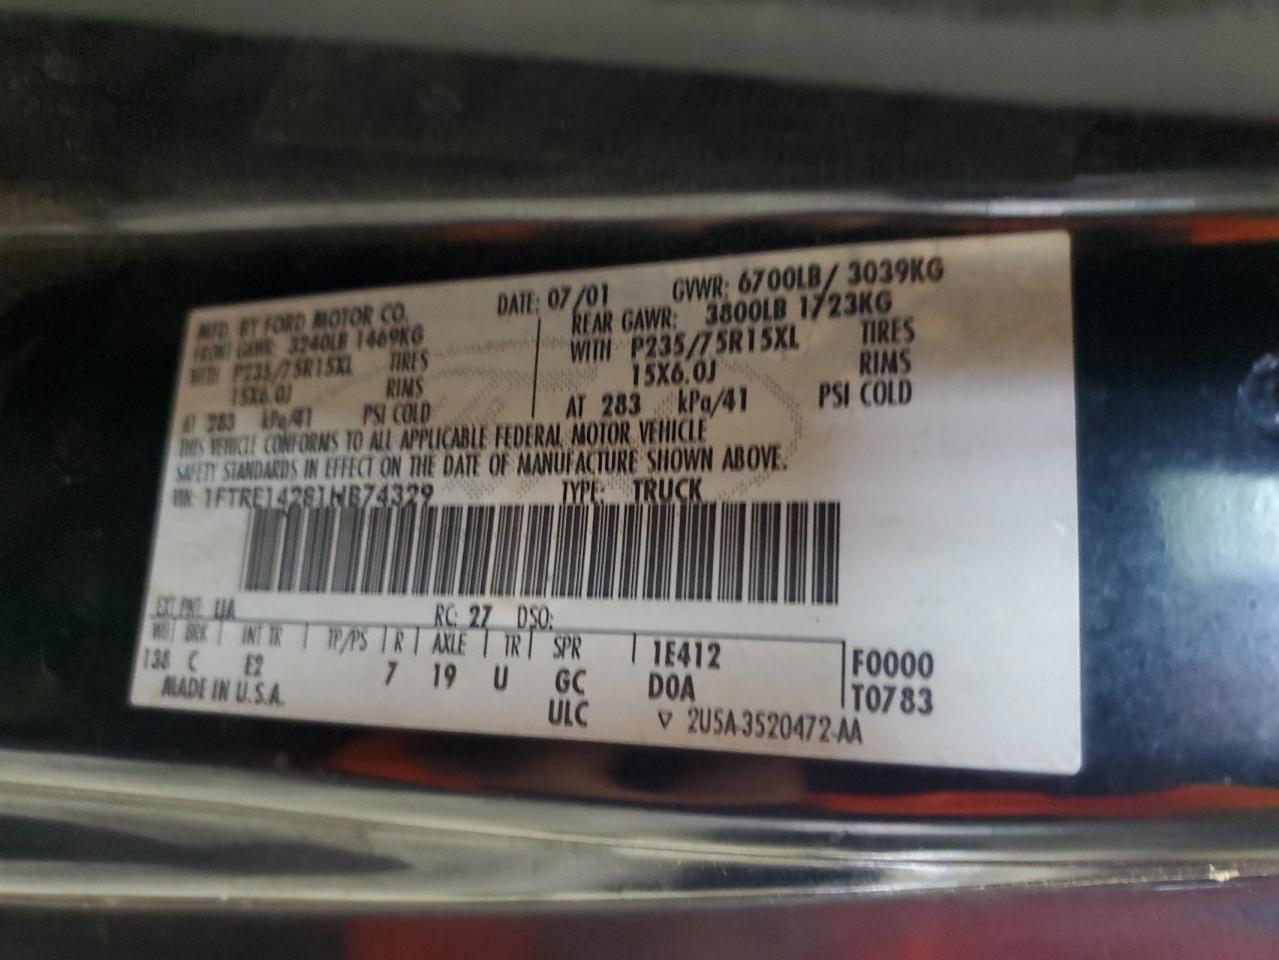 MFD. BY FORD MOTOR CO. DATE: 07/01 GVWR: 6700LB/ 3039KG
FRONT GAWR: 3240LB 1469KG REAR GAWR: 3800LB 1723KG
WITH P235/75R15XL TIRES WITH P235/75R15XL TIRES
15X6.0J RIMS 15X6.0J RIMS
AT 283 kPa/41 PSI COLD AT 283 kPa/41 PSI COLD
THIS VEHICLE CONFORMS TO ALL APPLICABLE FEDERAL MOTOR VEHICLE
SAFETY STANDARDS IN EFFECT ON THE DATE OF MANUFACTURE SHOWN ABOVE.
VIN: TYPE: TRUCK
EXT PNT: UA RC: 27 DSO:
WB BRK INT TR TP/PS R AXLE TR SPR 1E412 F0000
138 C E2 7 19 U GC D0A T0783
MADE IN U.S.A. ULC ▽ 2U5A-3520472-AA